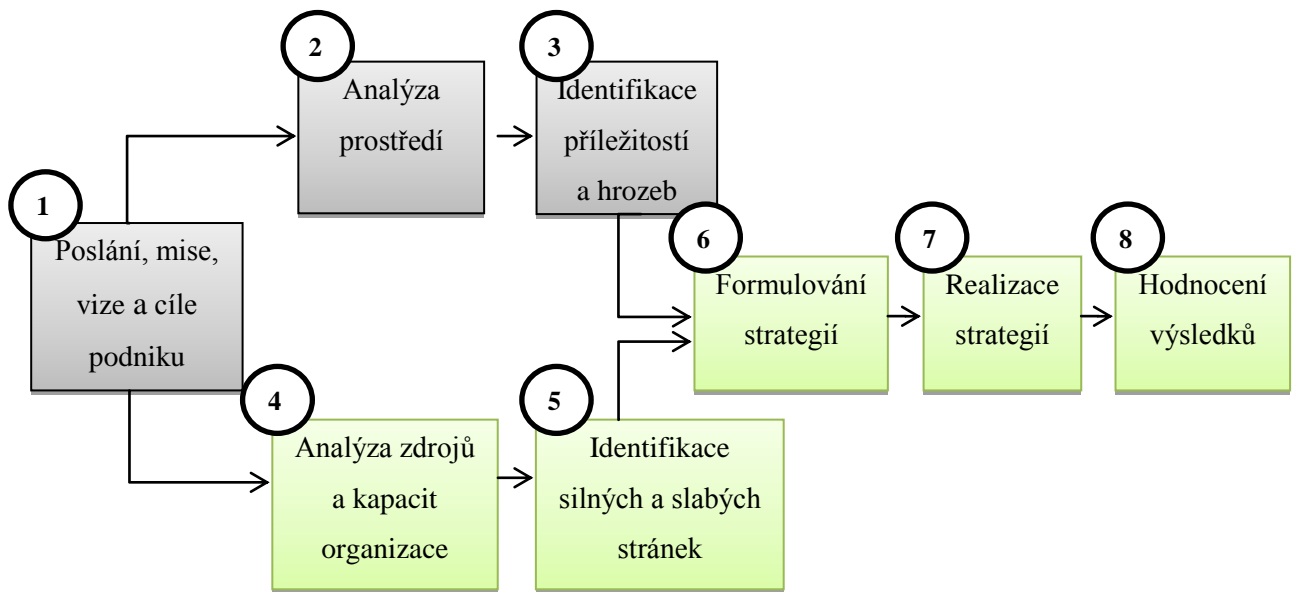 1
Poslání, mise,
vize a cíle
podniku
2
Analýza
prostředí
3
Identifikace
příležitostí
a hrozeb
4
Analýza zdrojů
a kapacit
organizace
5
Identifikace
silných a slabých
stránek
6
Formulování
strategií
7
Realizace
strategií
8
Hodnocení
výsledků